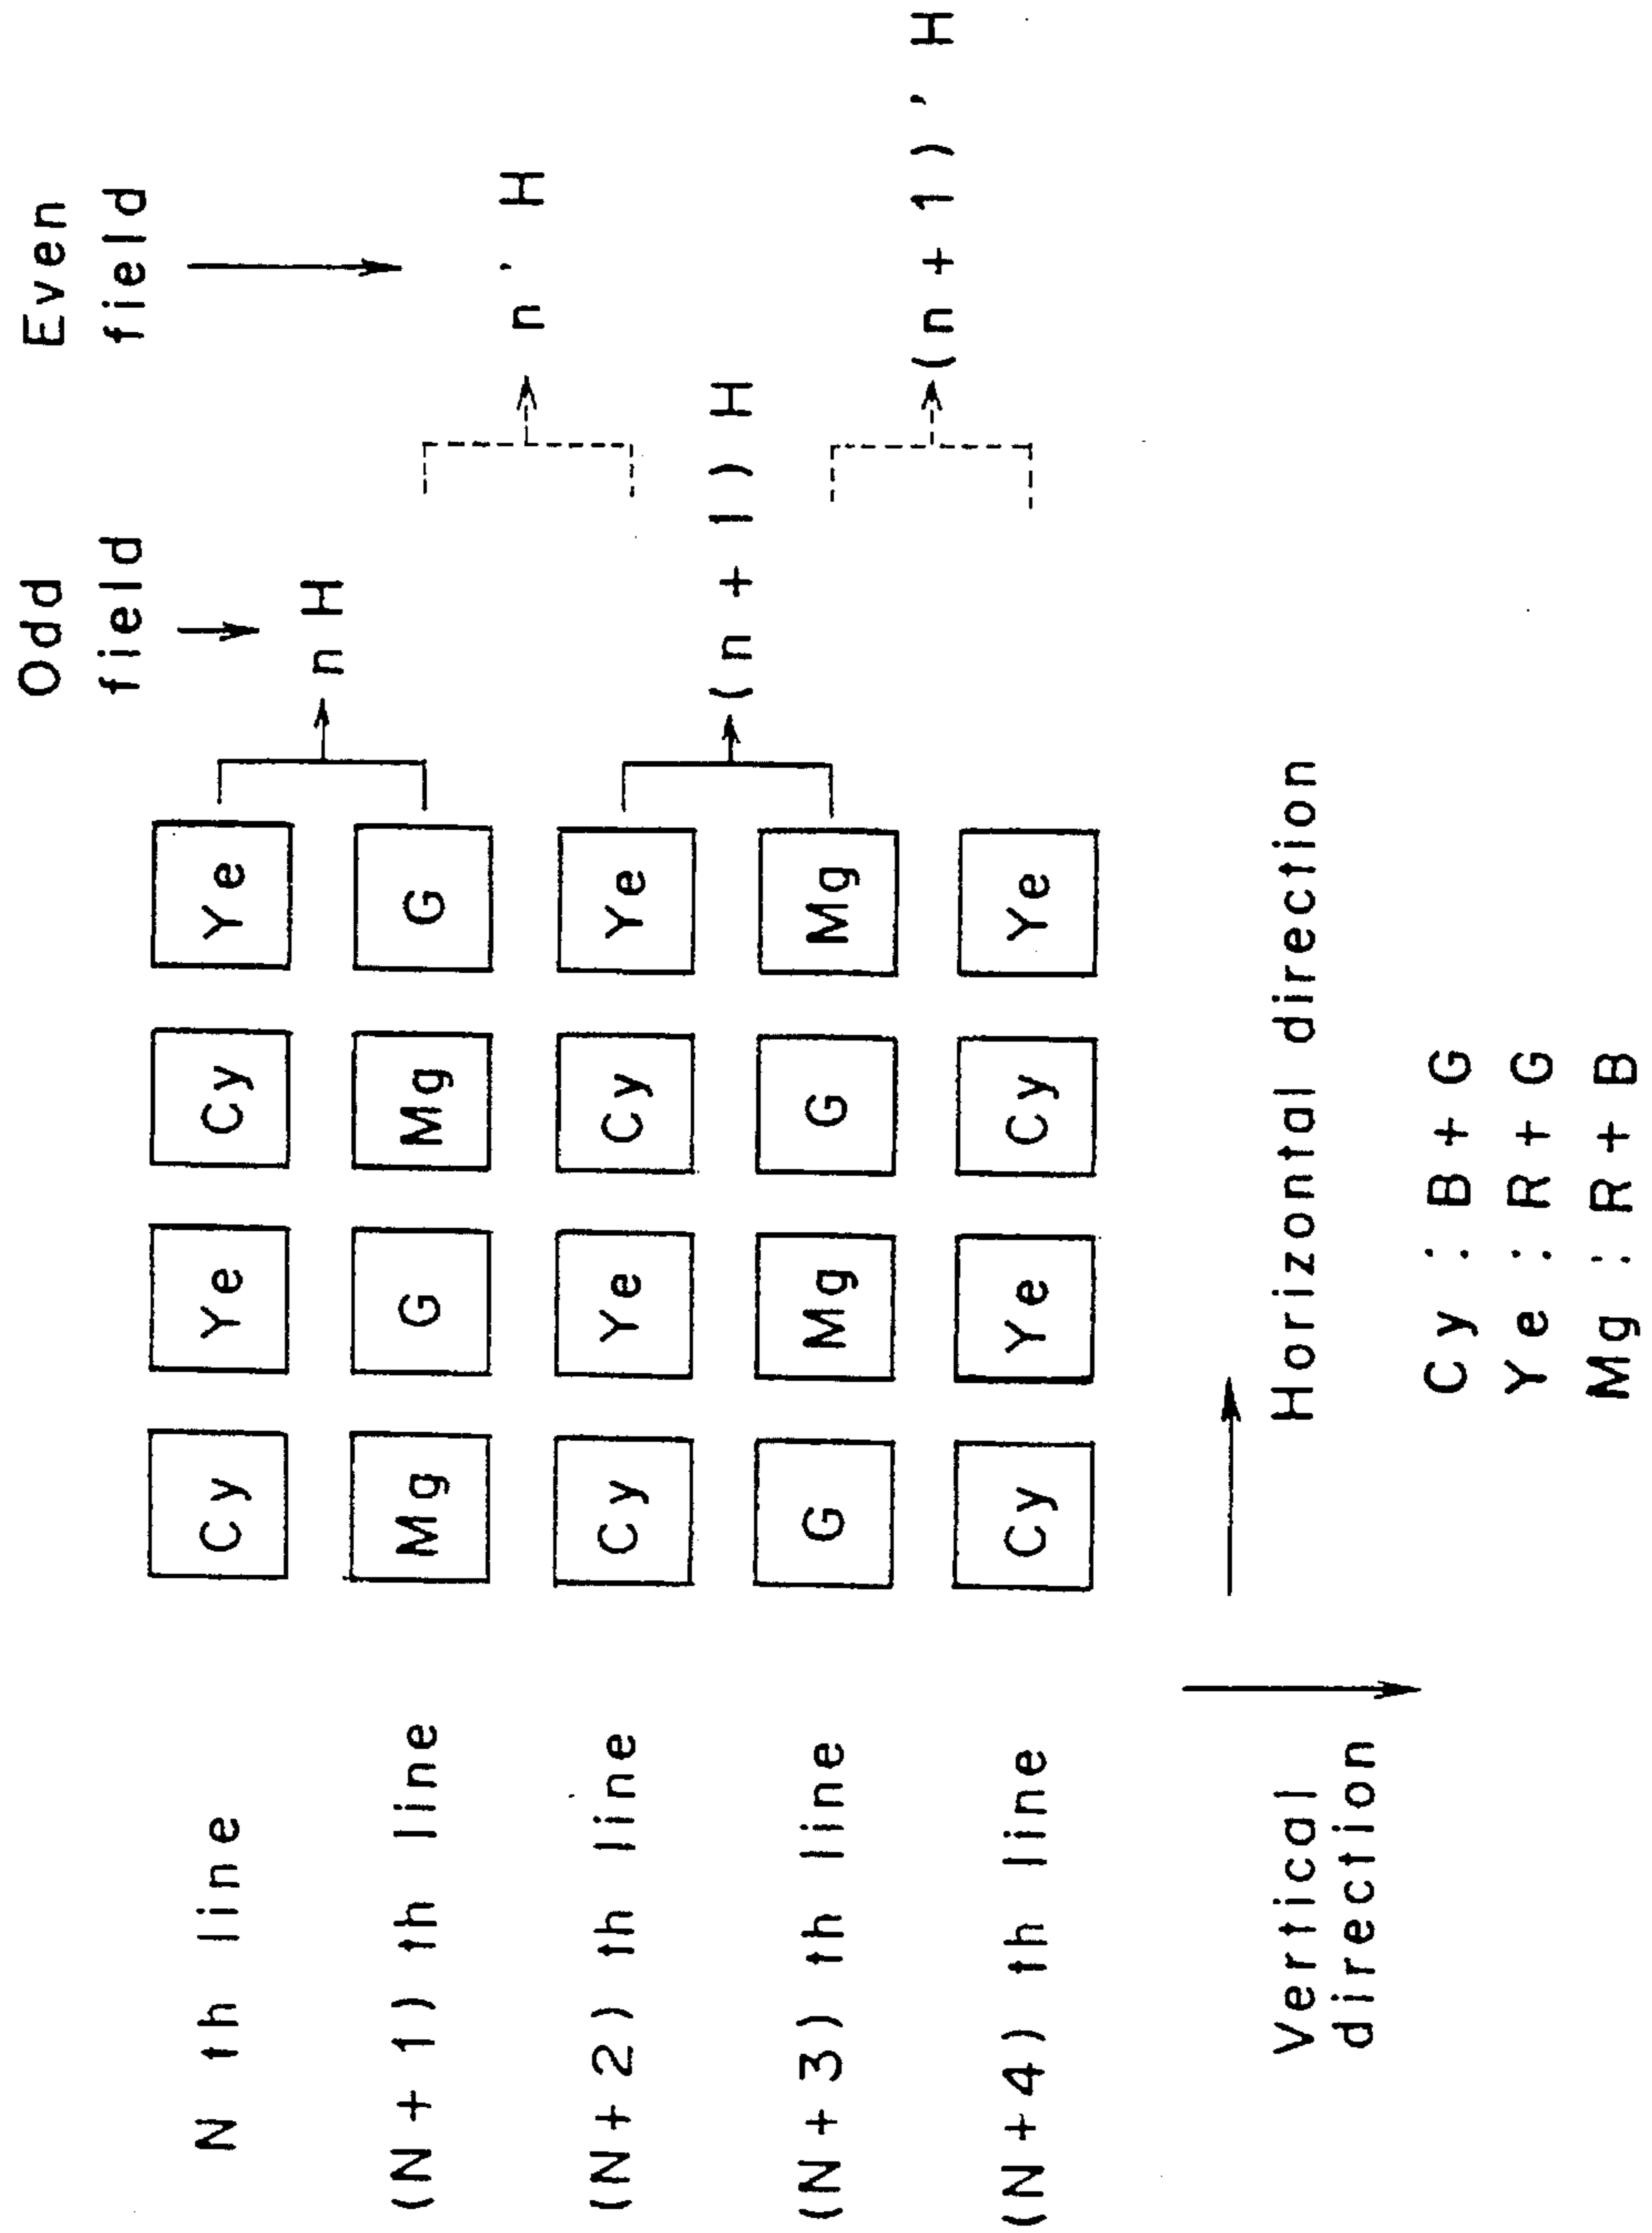 Odd field
Even field
N th line Cy Ye Cy Ye n H
(N+1) th line Mg G Mg G n ' H
(N+2) th line Cy Ye Cy Ye (n+1) H
(N+3) th line G Mg G Mg (n+1) ' H
(N+4) th line Cy Ye Cy Ye
Vertical direction
Horizontal direction
Cy : B+G
Ye : R+G
Mg : R+B